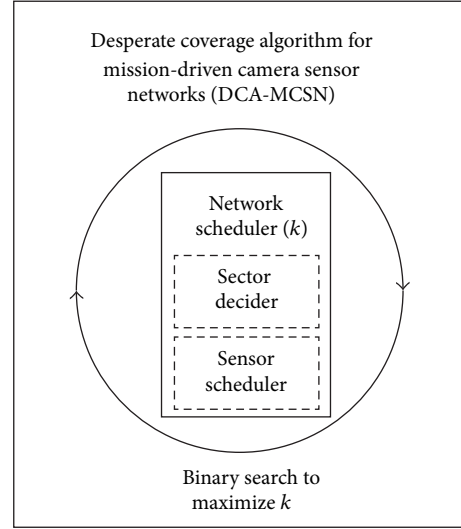 Desperate coverage algorithm for
mission-driven camera sensor
networks (DCA-MCSN)
Network
scheduler (k)
Sector
decider
Sensor
scheduler
Binary search to
maximize k